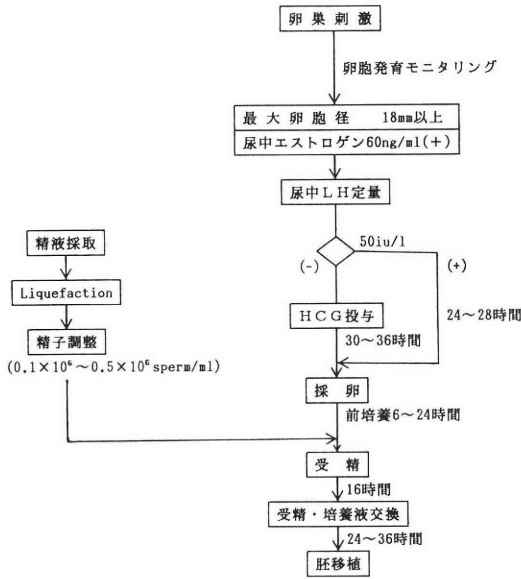 卵巣刺激
卵胞発育モニタリング
最大卵胞径 18mm以上
尿中エストロゲン60ng/ml(+)
尿中LH定量
50iu/l
(-)
(+)
HCG投与
24~28時間
30~36時間
精液採取
Liquefaction
精子調整
(0.1×10⁶~0.5×10⁶sperm/ml)
採卵
前培養6~24時間
受精
16時間
受精・培養液交換
24~36時間
胚移植